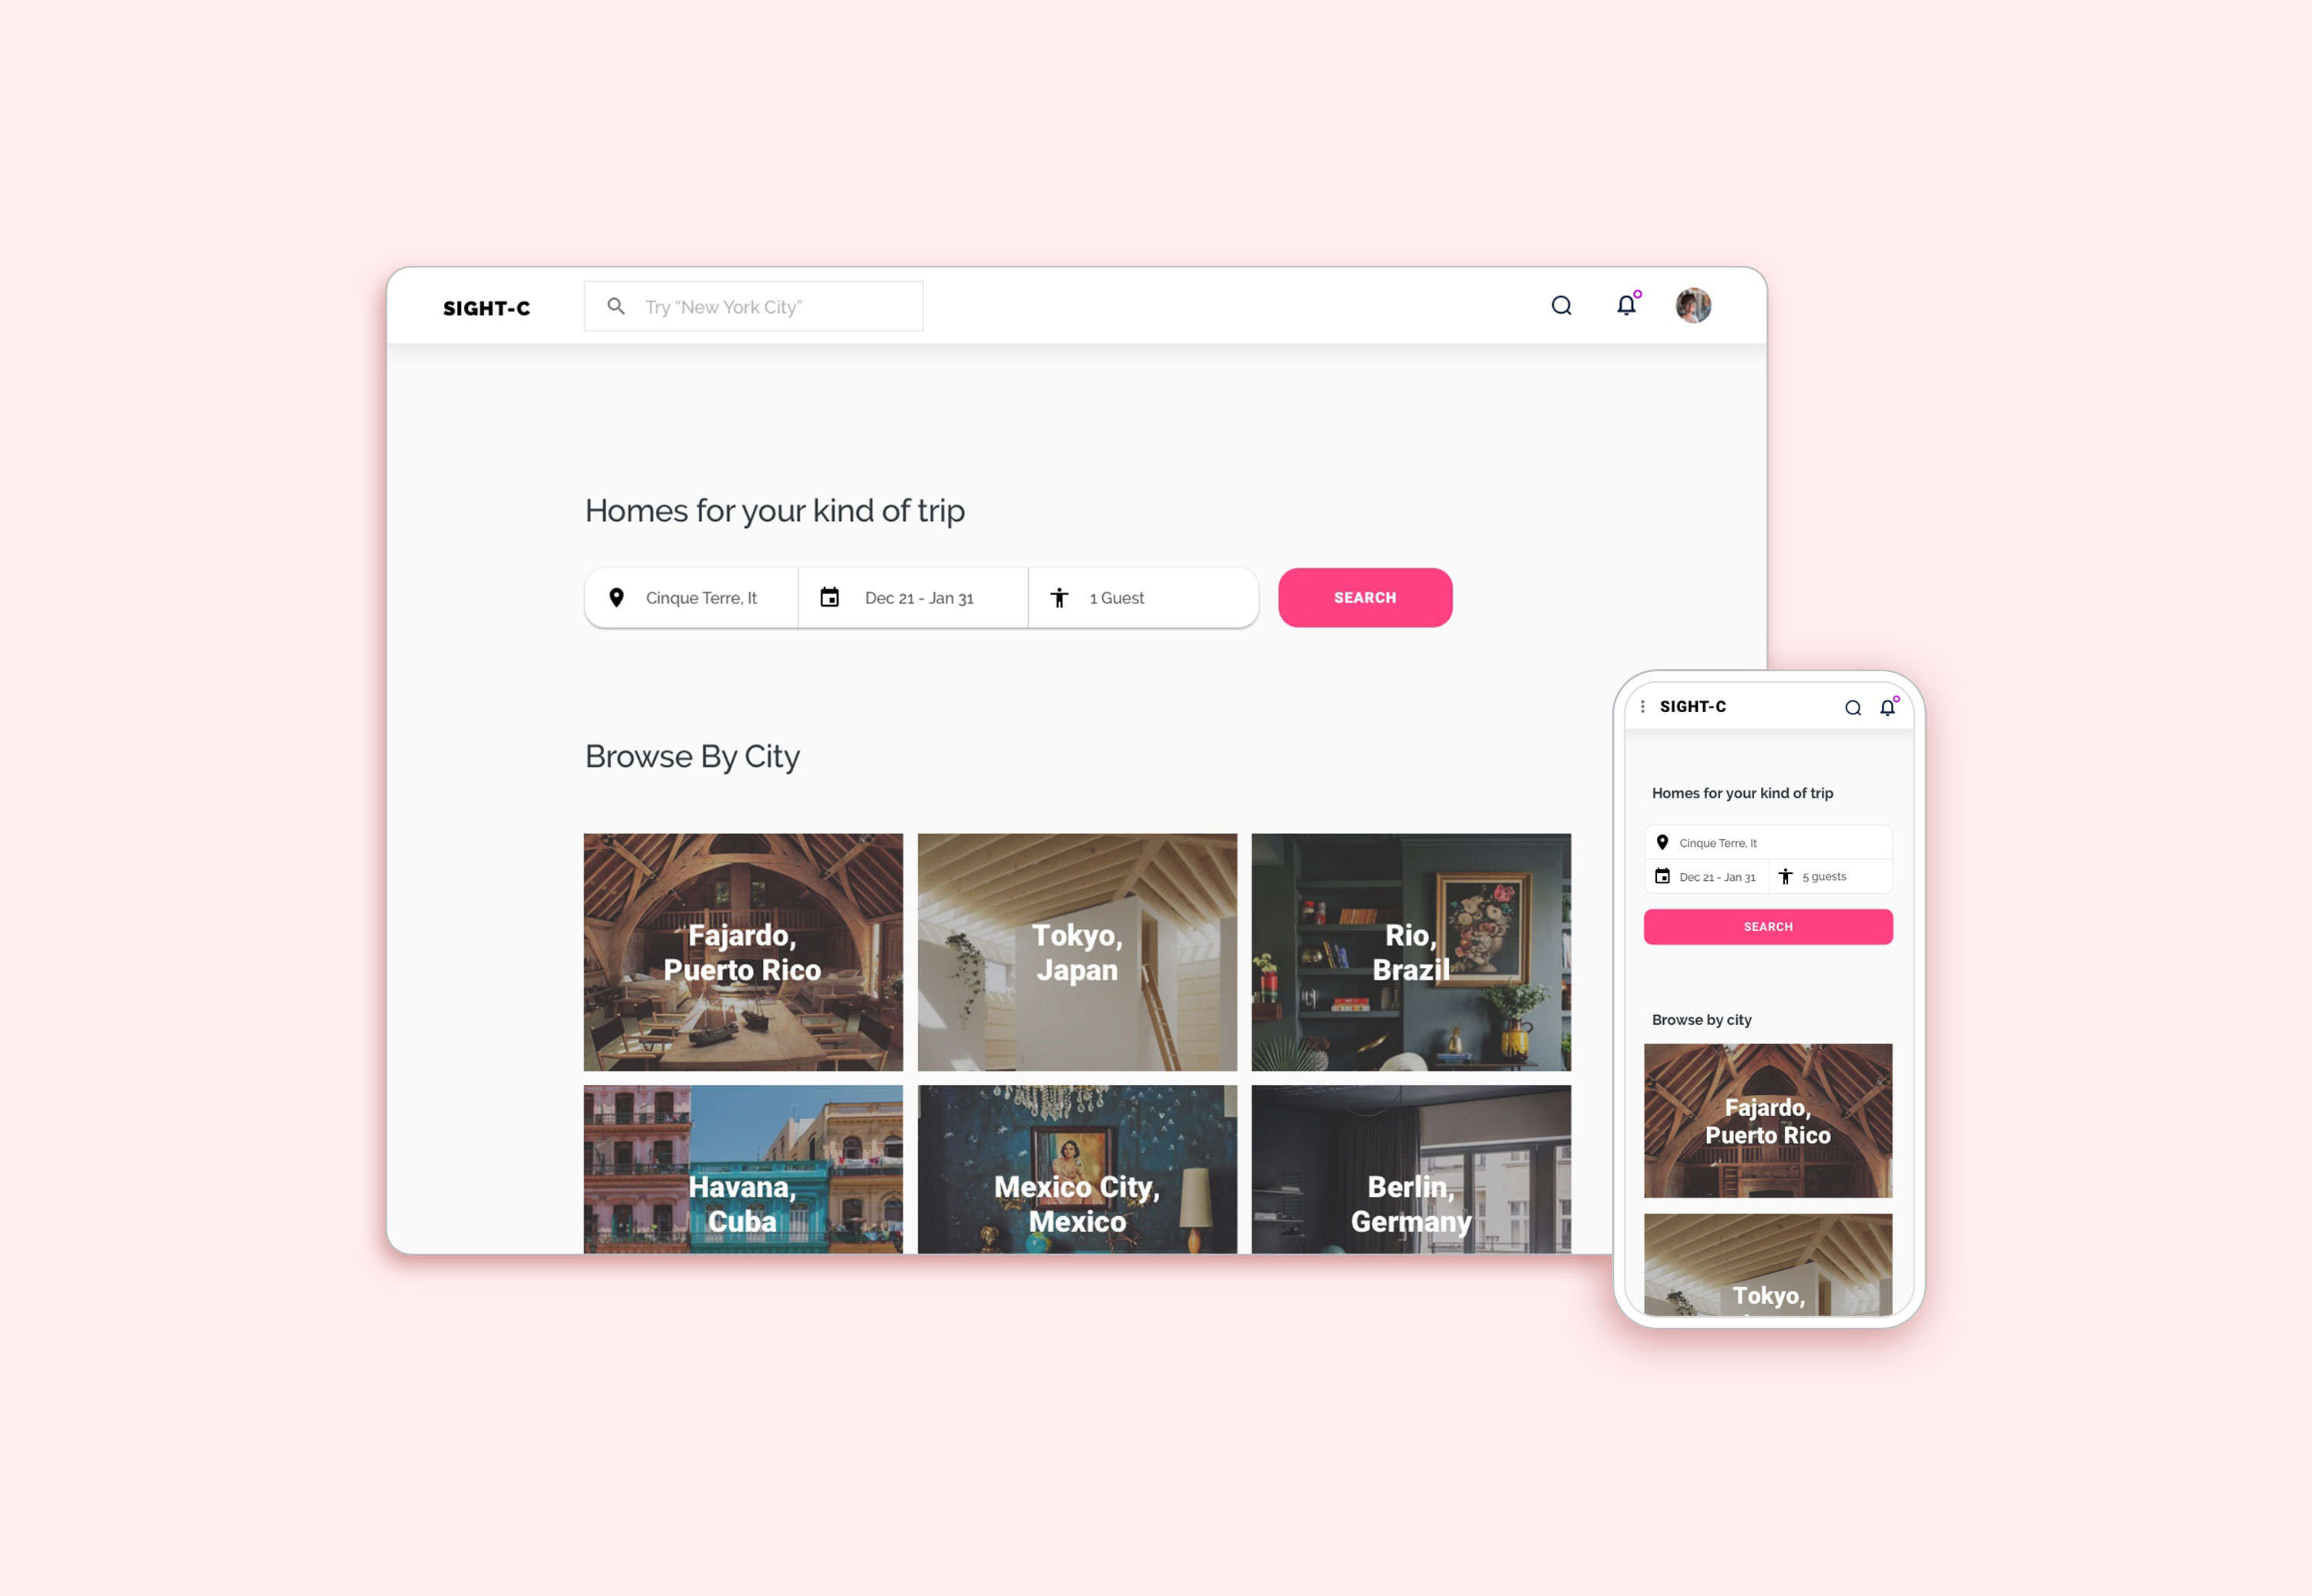 SIGHT-C
Try “New York City”
Homes for your kind of trip
Cinque Terre, It
Dec 21 - Jan 31
1 Guest
SEARCH
Browse By City
Fajardo,
Puerto Rico
Tokyo,
Japan
Rio,
Brazil
Havana,
Cuba
Mexico City,
Mexico
Berlin,
Germany
SIGHT-C
Homes for your kind of trip
Cinque Terre, It
Dec 21 - Jan 31
5 guests
SEARCH
Browse by city
Fajardo,
Puerto Rico
Tokyo,